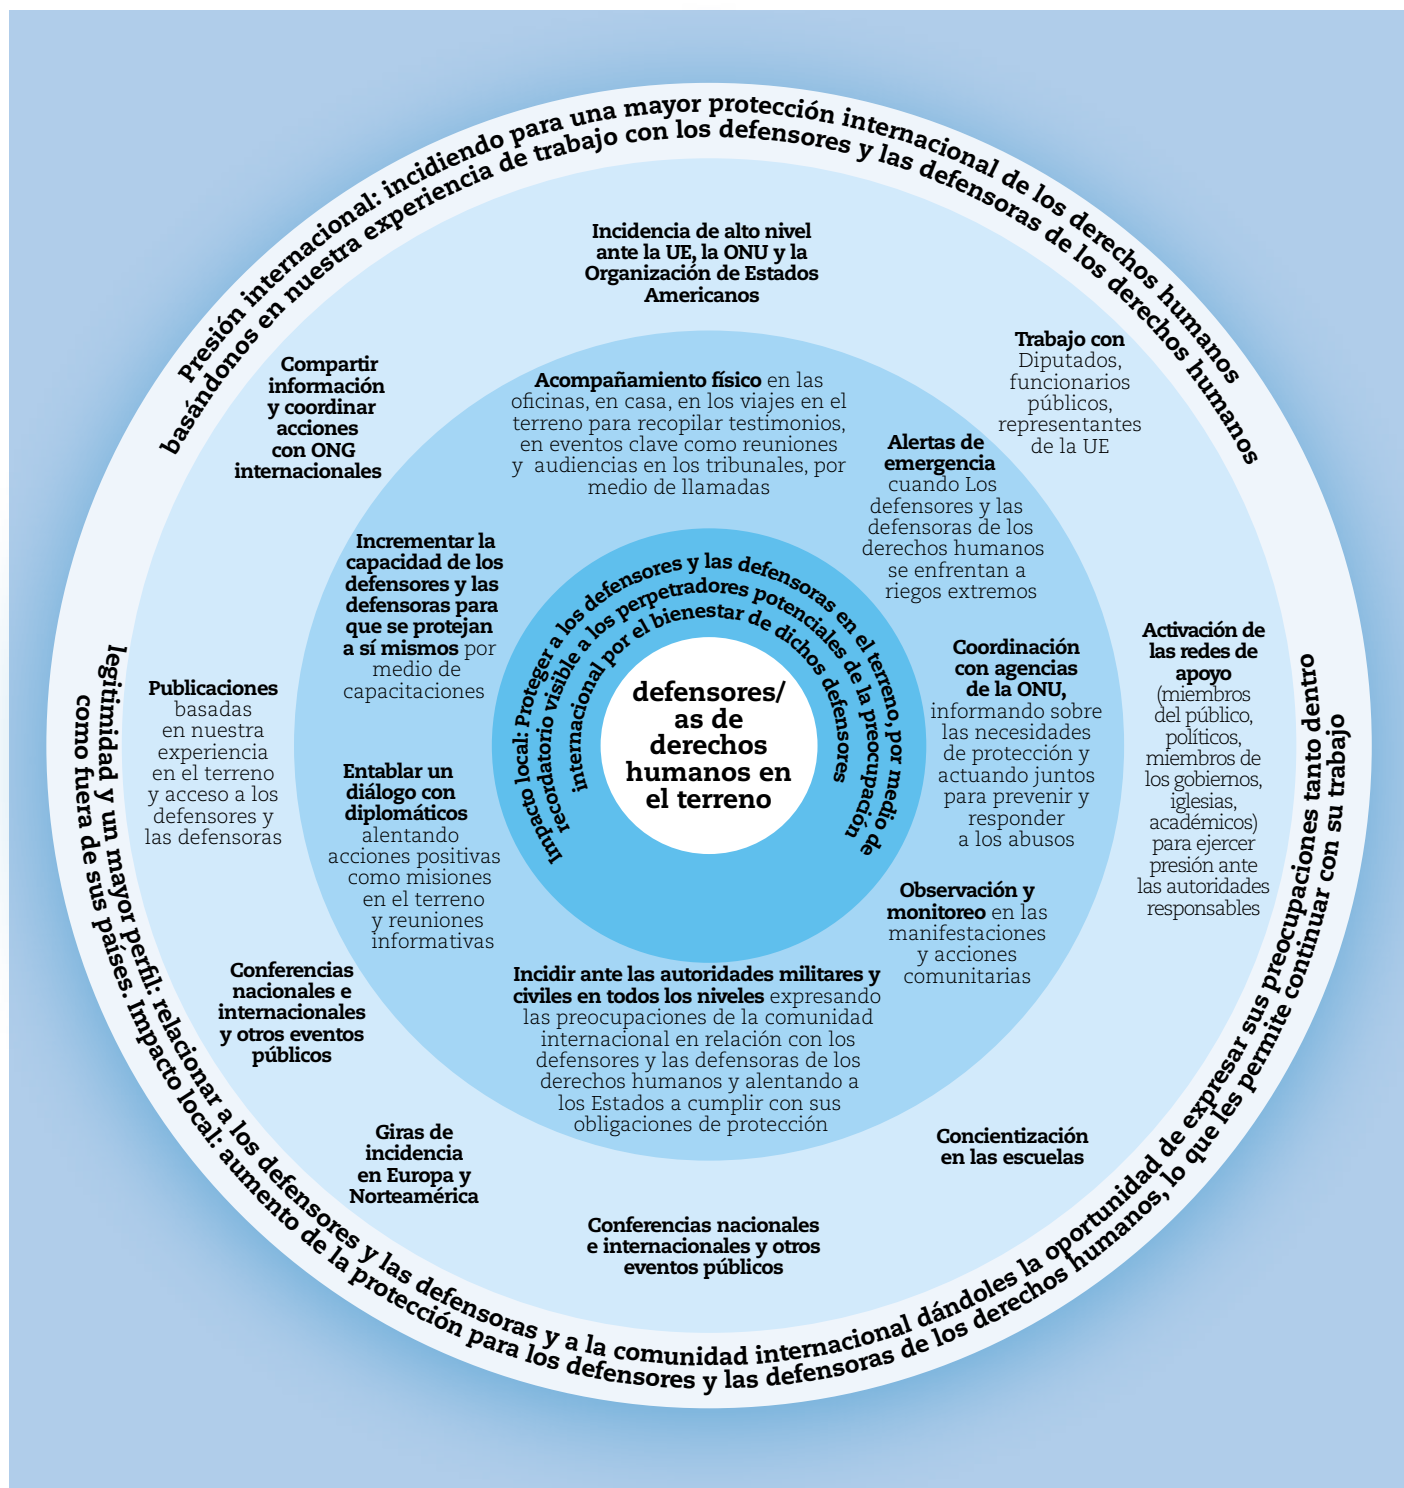 Presión internacional: incidiendo para una mayor protección internacional de los derechos humanos
basándonos en nuestra experiencia de trabajo con los defensores y las defensoras de los derechos humanos
Incidencia de alto nivel
ante la UE, la ONU y la
Organización de Estados
Americanos
Trabajo con
Diputados,
funcionarios
públicos,
representantes
de la UE
Compartir
información
y coordinar
acciones
con ONG
internacionales
Acompañamiento físico en las
oficinas, en casa, en los viajes en el
terreno para recopilar testimonios,
en eventos clave como reuniones
y audiencias en los tribunales, por
medio de llamadas
Alertas de
emergencia
cuando Los
defensores y las
defensoras de los
derechos humanos
se enfrentan a
riegos extremos
Incrementar la
capacidad de los
defensores y las
defensoras para
que se protejan
a sí mismos por
medio de
capacitaciones
Impacto local: Proteger a los defensores y las defensoras en el terreno, por medio de
recordatorio visible a los perpetradores potenciales de la preocupación
internacional por el bienestar de dichos defensores
defensores/
as de
derechos
humanos en
el terreno
Coordinación
con agencias
de la ONU,
informando sobre
las necesidades
de protección y
actuando juntos
para prevenir y
responder
a los abusos
Activación de
las redes de
apoyo
(miembros
del público,
políticos,
miembros de
los gobiernos,
iglesias,
académicos)
para ejercer
presión ante
las autoridades
responsables
Publicaciones
basadas
en nuestra
experiencia
en el terreno
y acceso a los
defensores y
las defensoras
Entablar un
diálogo con
diplomáticos
alentando
acciones positivas
como misiones
en el terreno
y reuniones
informativas
Observación y
monitoreo en las
manifestaciones
y acciones
comunitarias
Conferencias
nacionales e
internacionales
y otros eventos
públicos
Incidir ante las autoridades militares y
civiles en todos los niveles expresando
las preocupaciones de la comunidad
internacional en relación con los
defensores y las defensoras de los
derechos humanos y alentando a
los Estados a cumplir con sus
obligaciones de protección
Giras de
incidencia
en Europa y
Norteamérica
Concientización
en las escuelas
Conferencias nacionales
e internacionales y otros
eventos públicos
legitimidad y un mayor perfil: relacionar a los defensores y las defensoras y a la comunidad internacional dándoles la oportunidad de expresar sus preocupaciones tanto dentro
como fuera de sus países. Impacto local: aumento de la protección para los defensores y las defensoras de los derechos humanos, lo que les permite continuar con su trabajo